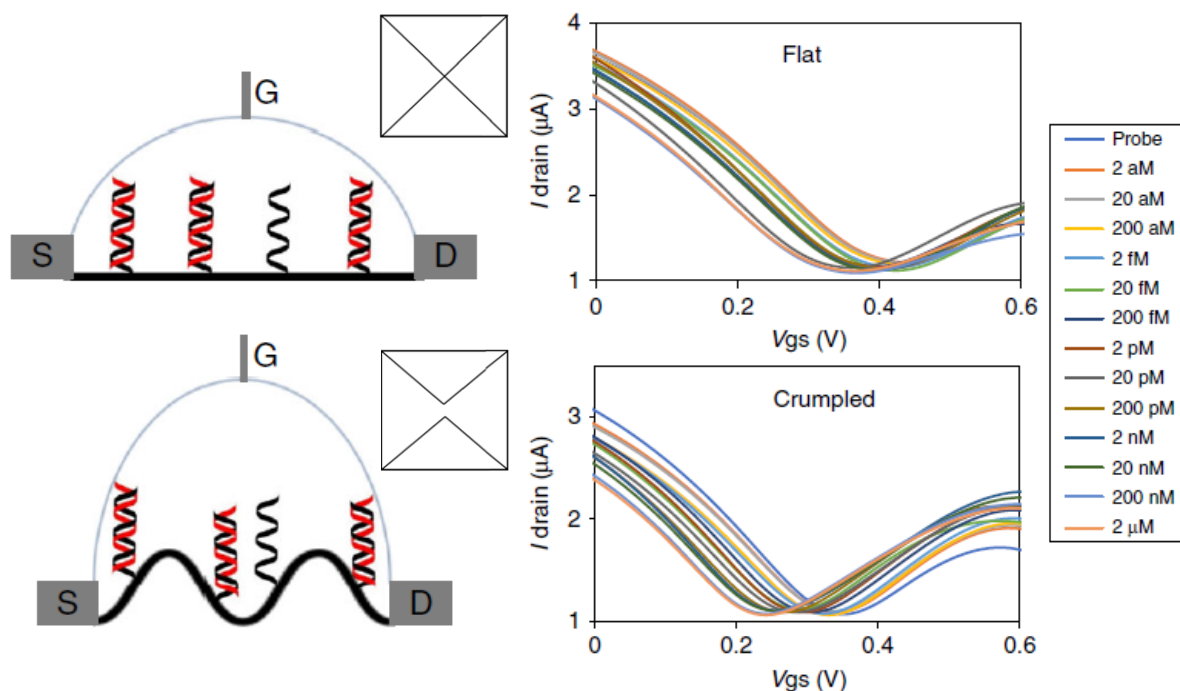 G
S
D
Flat
4
3
2
1
I drain (µA)
0
0.2
0.4
0.6
Vgs (V)
G
S
D
Crumpled
3
2
1
I drain (µA)
0
0.2
0.4
0.6
Vgs (V)
Probe
2 aM
20 aM
200 aM
2 fM
20 fM
200 fM
2 pM
20 pM
200 pM
2 nM
20 nM
200 nM
2 µM